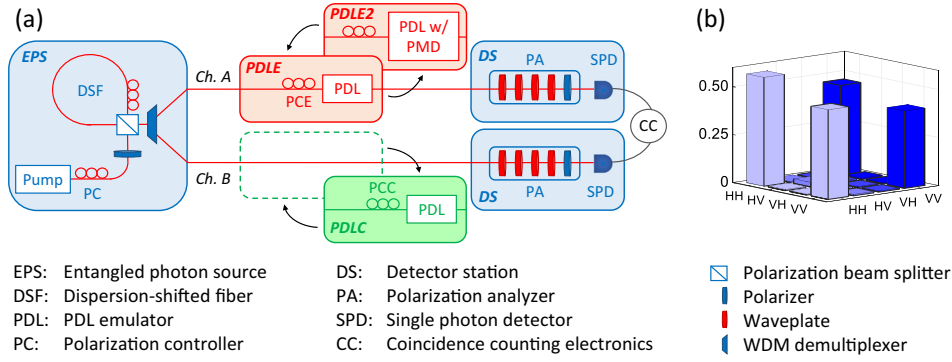 (a)
EPS
DSF
Pump
PC
Ch. A
Ch. B
PDLE2
PDL w/
PMD
PDLE
PCE
PDL
PCC
PDL
PDLC
DS
PA
SPD
CC
PA
SPD
DS
(b)
0.50
0.25
0
HH
HV
VH
VV
HH
HV
VH
VV
EPS: Entangled photon source
DSF: Dispersion-shifted fiber
PDL: PDL emulator
PC: Polarization controller
DS: Detector station
PA: Polarization analyzer
SPD: Single photon detector
CC: Coincidence counting electronics
Polarization beam splitter
Polarizer
Waveplate
WDM demultiplexer